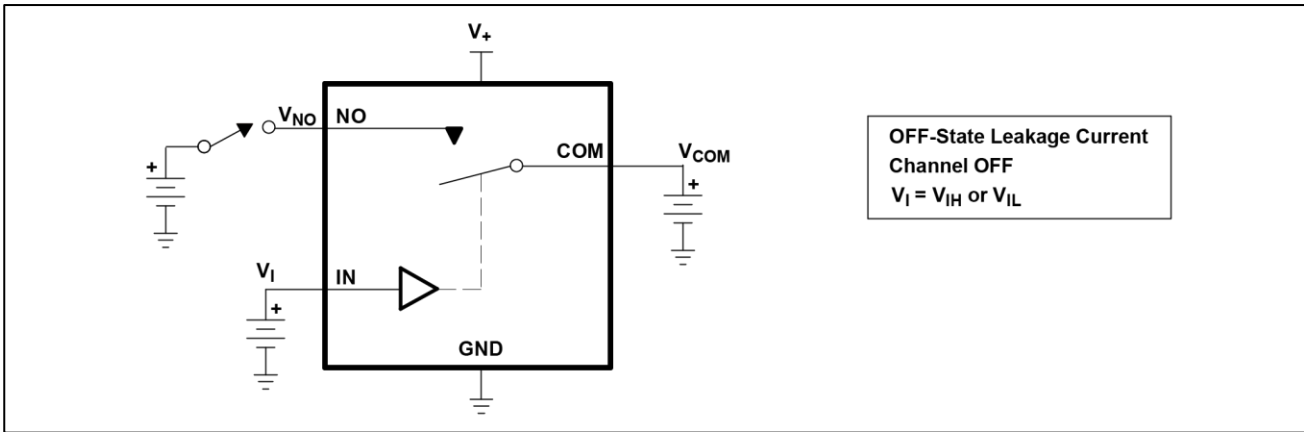 V+
VNO
NO
COM
VCOM
+
+
VI
IN
+
GND
OFF-State Leakage Current
Channel OFF
VI = VIH or VIL